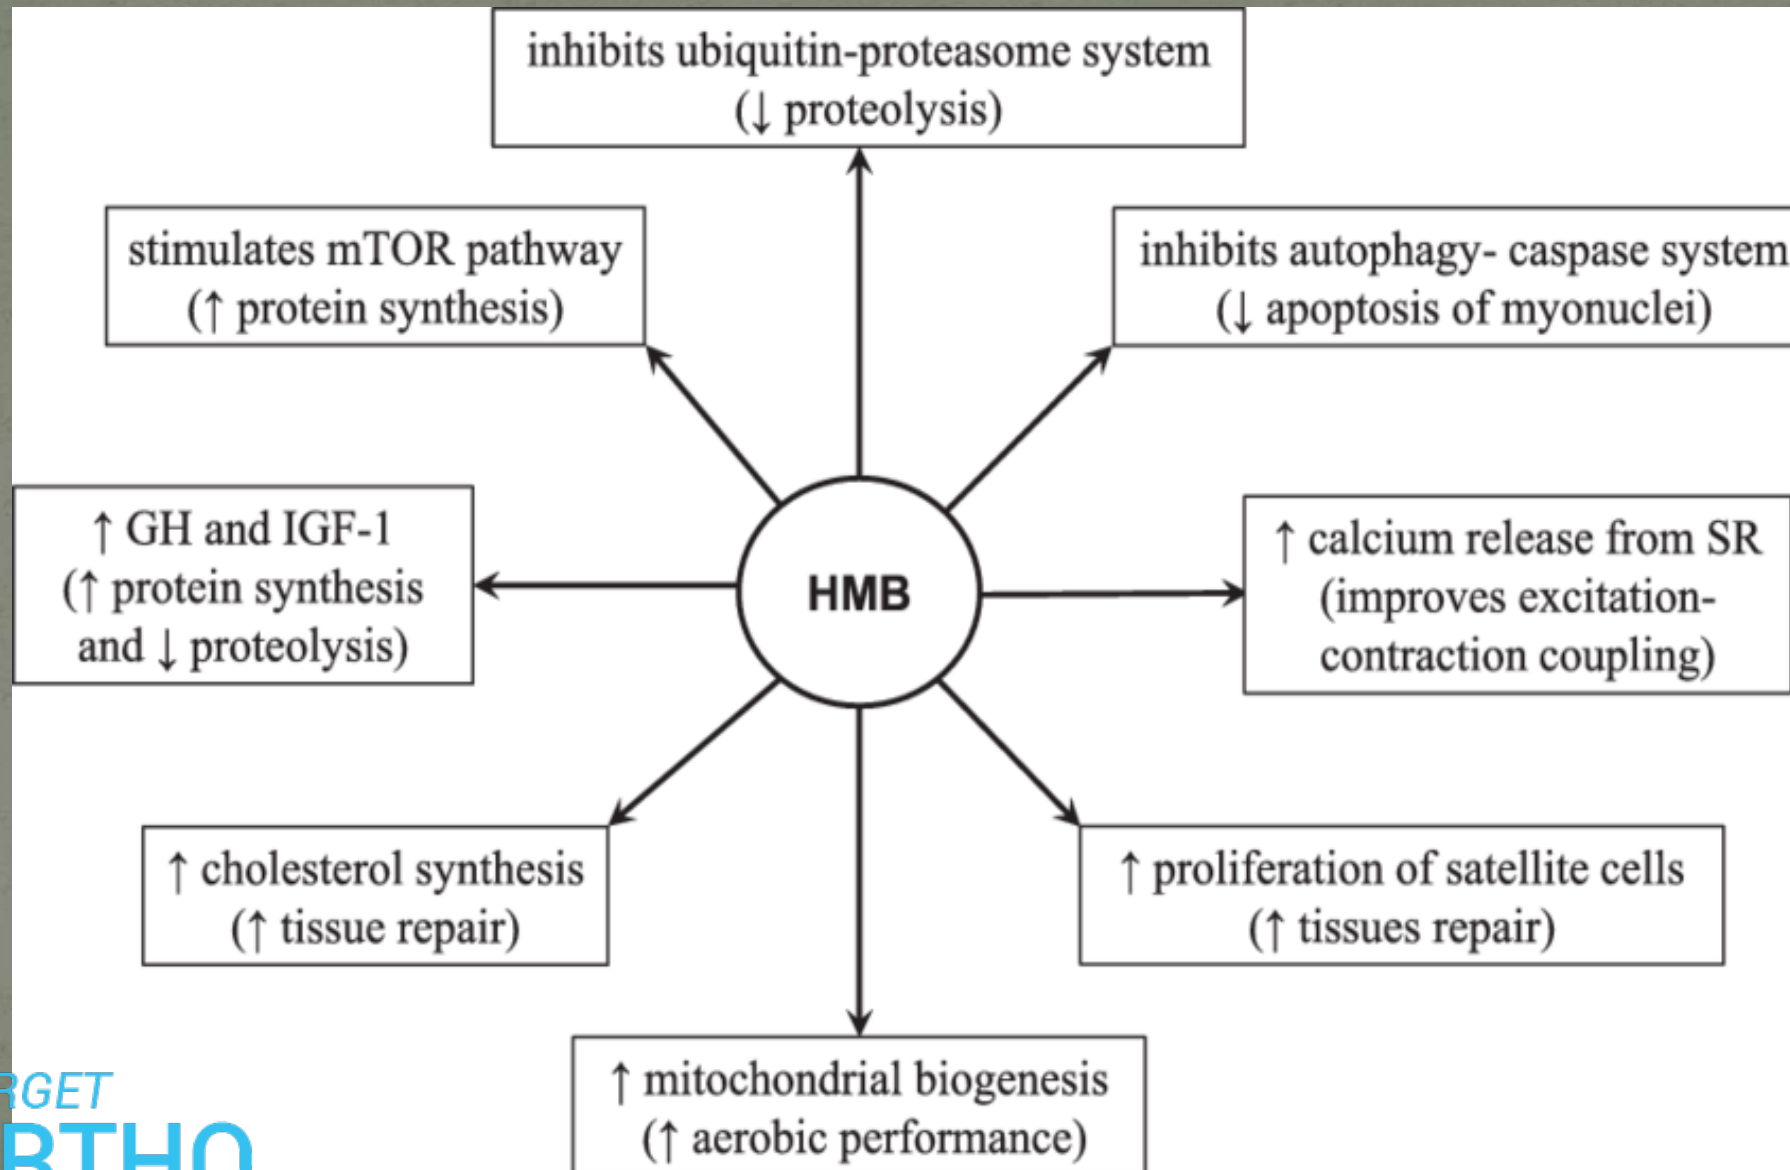 inhibits ubiquitin-proteasome system
(↓ proteolysis)
stimulates mTOR pathway
(↑ protein synthesis)
inhibits autophagy- caspase system
(↓ apoptosis of myonuclei)
↑ GH and IGF-1
(↑ protein synthesis
and ↓ proteolysis)
HMB
↑ calcium release from SR
(improves excitation-
contraction coupling)
↑ cholesterol synthesis
(↑ tissue repair)
↑ proliferation of satellite cells
(↑ tissues repair)
↑ mitochondrial biogenesis
(↑ aerobic performance)
RGET
RTHO